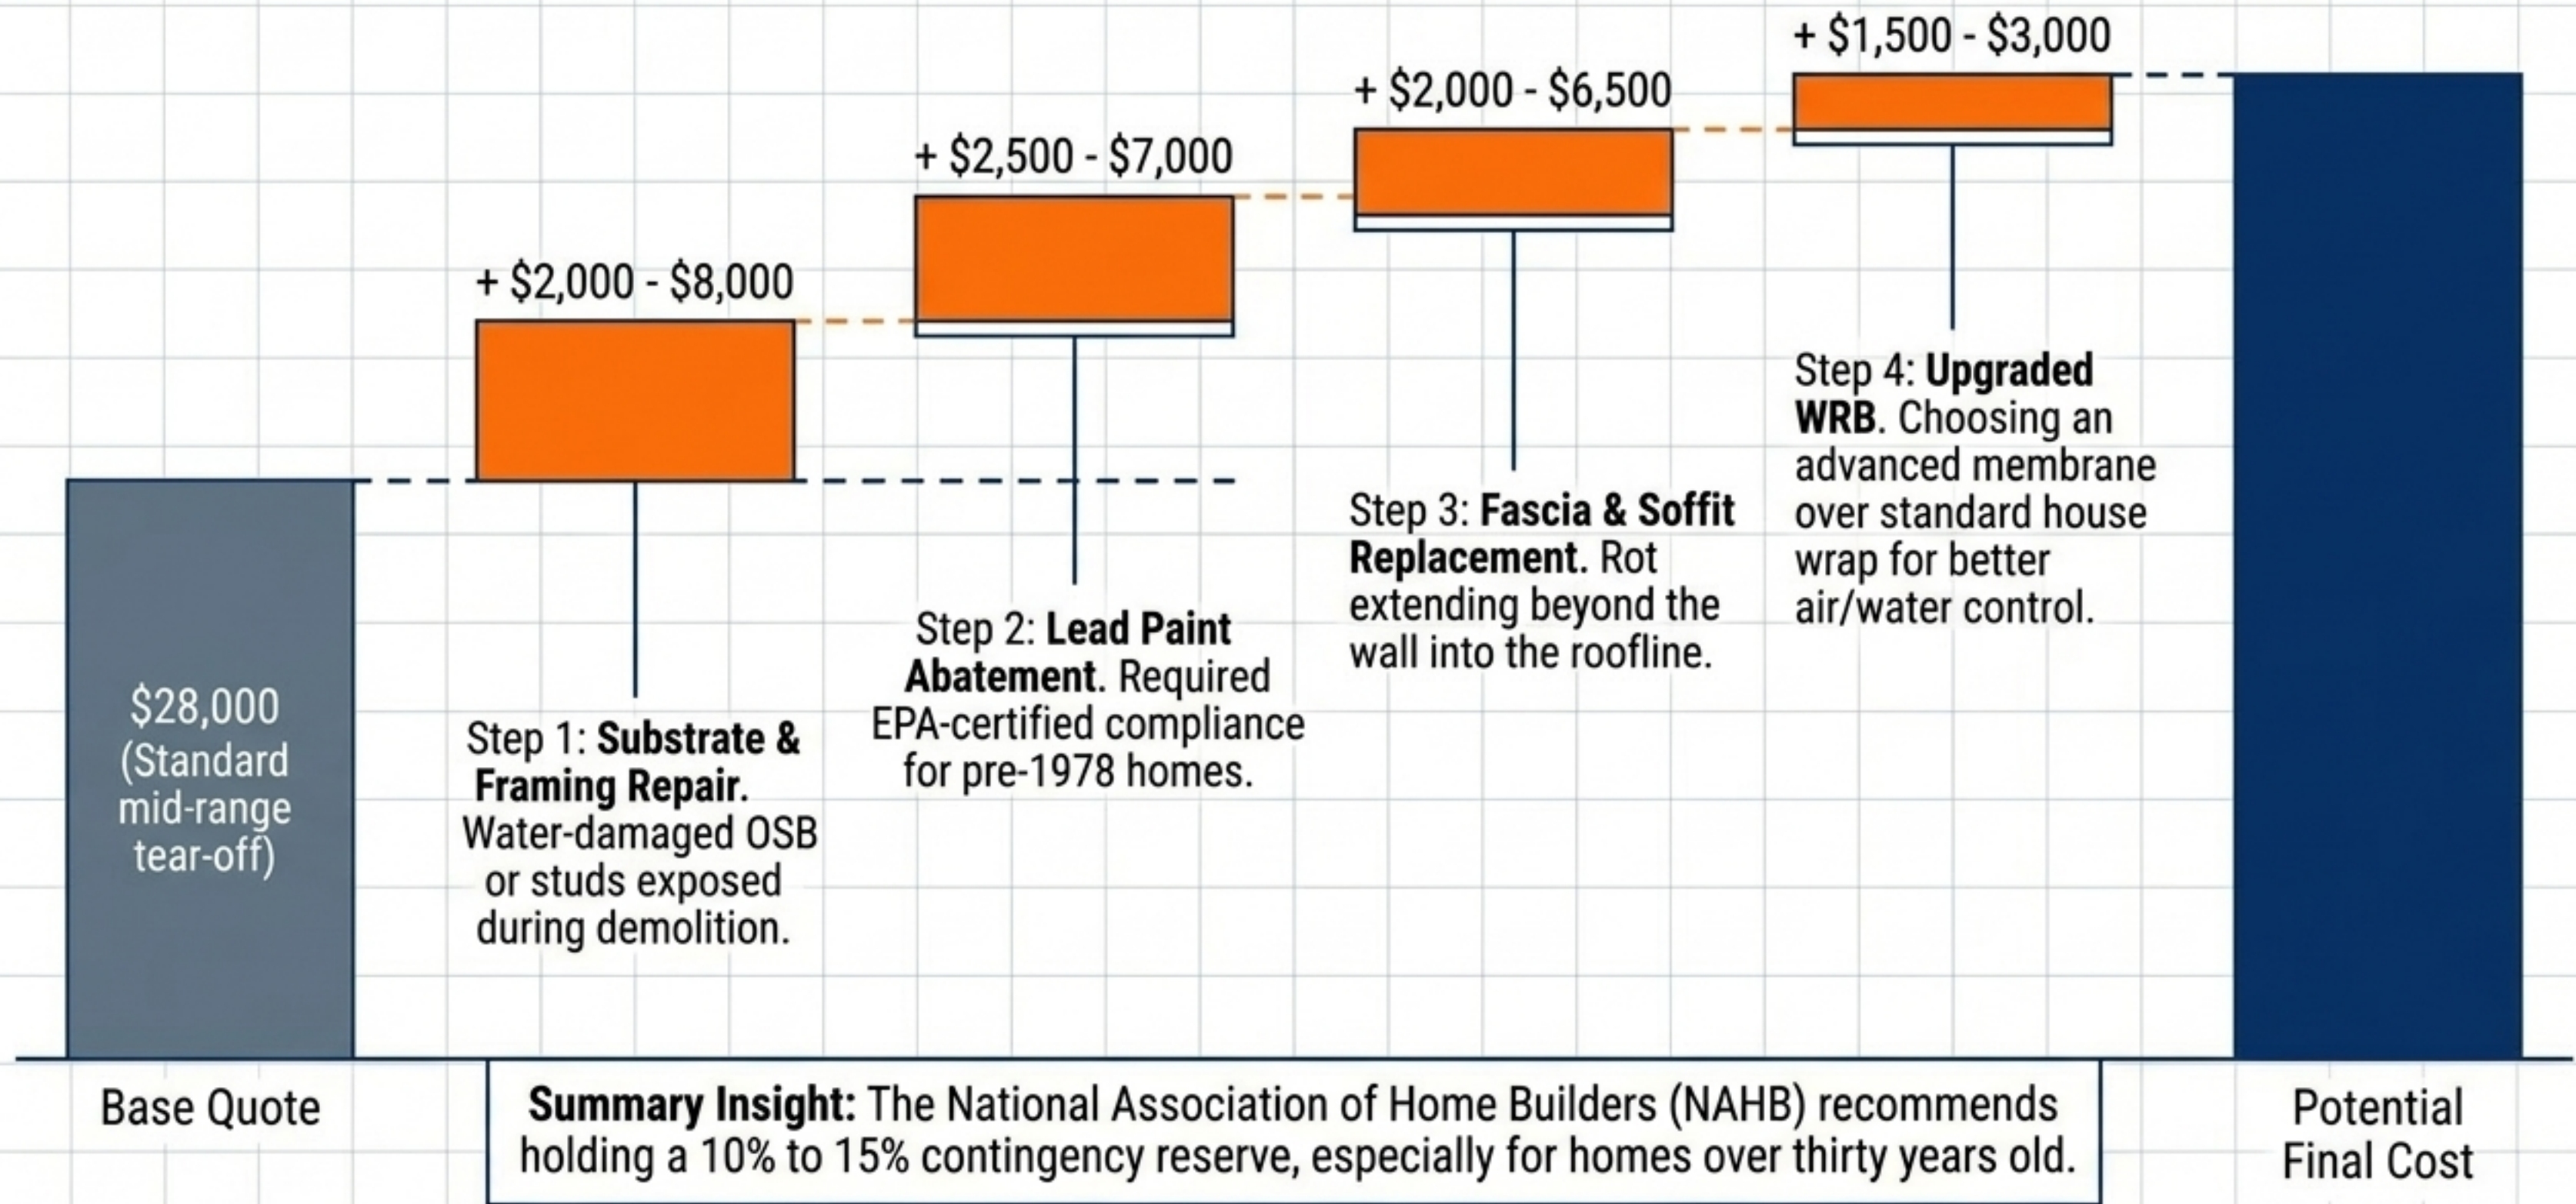 + $1,500 - $3,000
+ $2,000 - $6,500
+ $2,500 - $7,000
+ $2,000 - $8,000
$28,000
(Standard
mid-range
tear-off)
Step 1: Substrate &
Framing Repair.
Water-damaged OSB
or studs exposed
during demolition.
Step 2: Lead Paint
Abatement. Required
EPA-certified compliance
for pre-1978 homes.
Step 3: Fascia & Soffit
Replacement. Rot
extending beyond the
wall into the roofline.
Step 4: Upgraded
WRB. Choosing an
advanced membrane
over standard house
wrap for better
air/water control.
Base Quote
Summary Insight: The National Association of Home Builders (NAHB) recommends
holding a 10% to 15% contingency reserve, especially for homes over thirty years old.
Potential
Final Cost